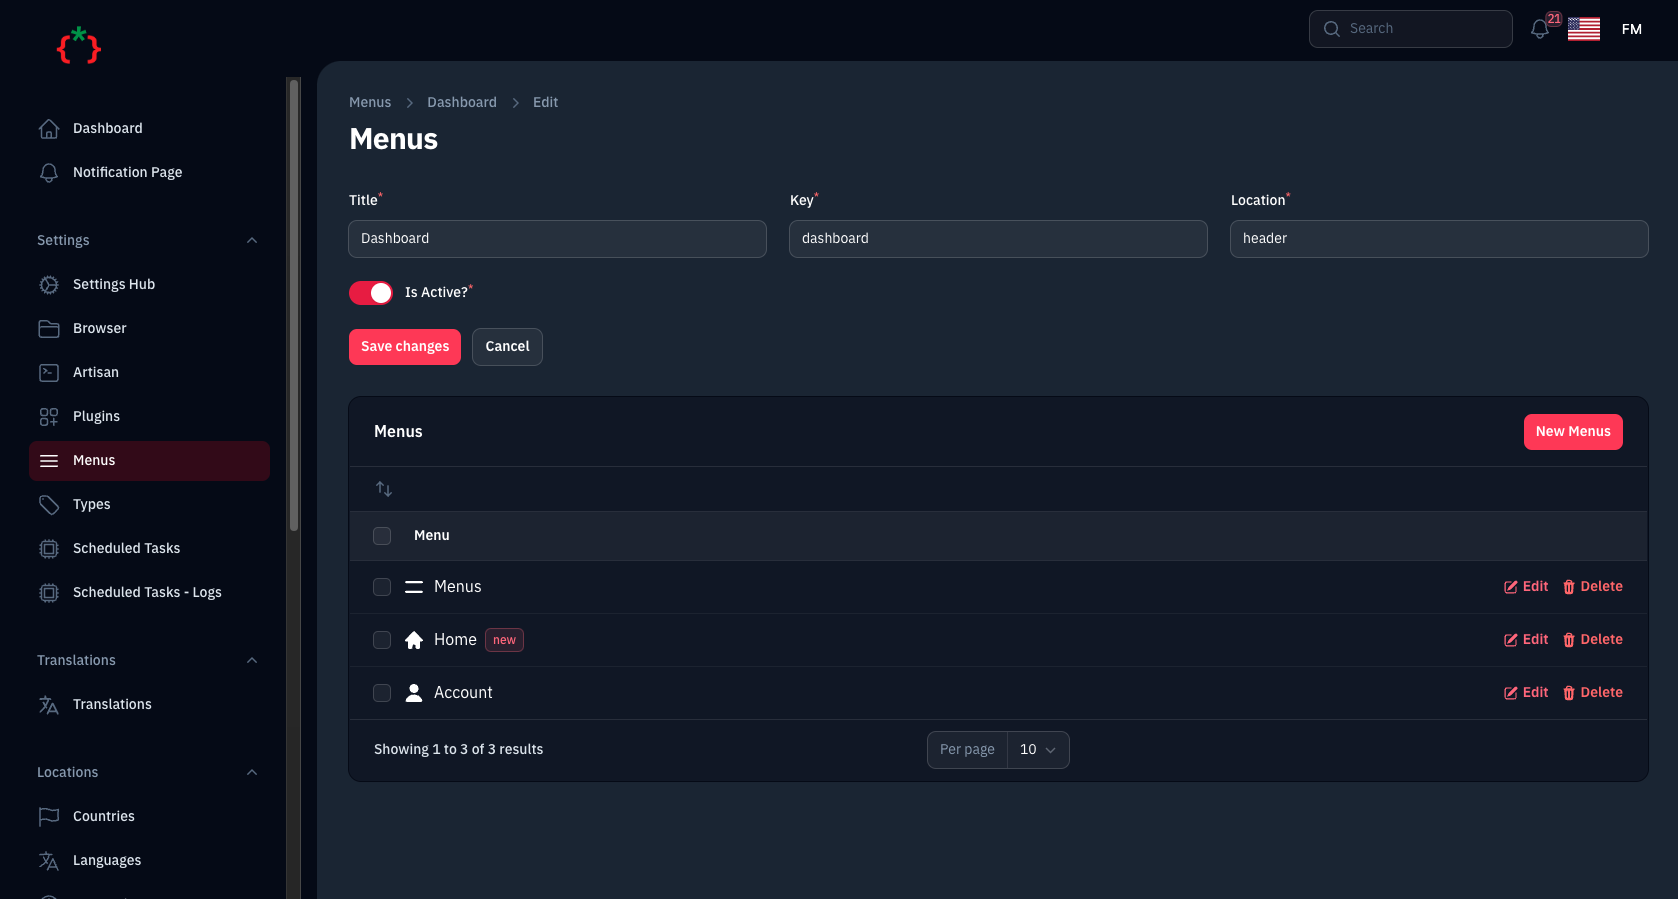 {*}
Search
21
FM
Dashboard
Notification Page
Settings
Settings Hub
Browser
Artisan
Plugins
Menus
Types
Scheduled Tasks
Scheduled Tasks - Logs
Translations
Translations
Locations
Countries
Languages
Menus > Dashboard > Edit
Menus
Title* Key* Location*
Dashboard dashboard header
Is Active?*
Save changes Cancel
Menus New Menus
Menu
Menus Edit Delete
Home new Edit Delete
Account Edit Delete
Showing 1 to 3 of 3 results Per page 10